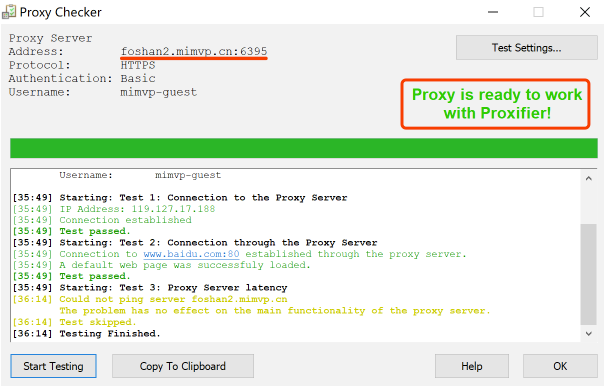 Proxy Checker
Proxy Server
Address: foshan2.mimvp.cn:6395
Protocol: HTTPS
Authentication: Basic
Username: mimvp-guest
Test Settings...
Proxy is ready to work
with Proxifier!
Username: mimvp-guest
[35:49] Starting: Test 1: Connection to the Proxy Server
[35:49] IP Address: 119.127.17.188
[35:49] Connection established
[35:49] Test passed.
[35:49] Starting: Test 2: Connection through the Proxy Server
[35:49] Connection to www.baidu.com:80 established through the proxy server.
[35:49] A default web page was successfuly loaded.
[35:49] Test passed.
[35:49] Starting: Test 3: Proxy Server latency
[36:14] Could not ping server foshan2.mimvp.cn
The problem has no effect on the main functionality of the proxy server.
[36:14] Test skipped.
[36:14] Testing Finished.
Start Testing
Copy To Clipboard
Help
OK